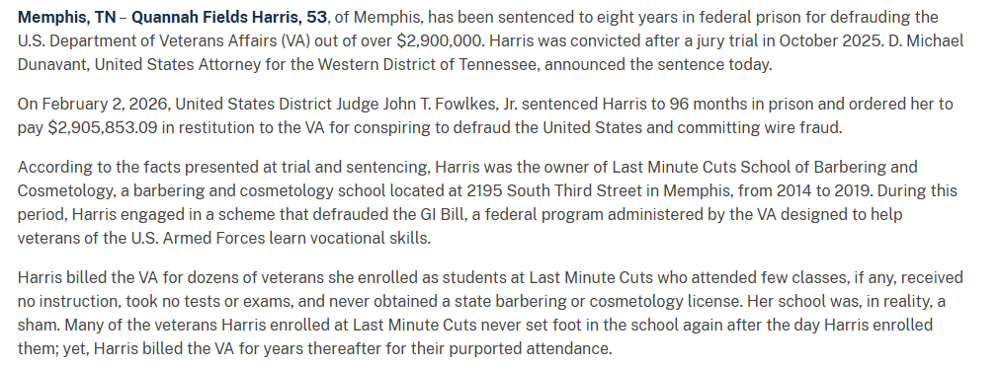 Memphis, TN – Quannah Fields Harris, 53, of Memphis, has been sentenced to eight years in federal prison for defrauding the
U.S. Department of Veterans Affairs (VA) out of over $2,900,000. Harris was convicted after a jury trial in October 2025. D. Michael
Dunavant, United States Attorney for the Western District of Tennessee, announced the sentence today.
On February 2, 2026, United States District Judge John T. Fowlkes, Jr. sentenced Harris to 96 months in prison and ordered her to
pay $2,905,853.09 in restitution to the VA for conspiring to defraud the United States and committing wire fraud.
According to the facts presented at trial and sentencing, Harris was the owner of Last Minute Cuts School of Barbering and
Cosmetology, a barbering and cosmetology school located at 2195 South Third Street in Memphis, from 2014 to 2019. During this
period, Harris engaged in a scheme that defrauded the GI Bill, a federal program administered by the VA designed to help
veterans of the U.S. Armed Forces learn vocational skills.
Harris billed the VA for dozens of veterans she enrolled as students at Last Minute Cuts who attended few classes, if any, received
no instruction, took no tests or exams, and never obtained a state barbering or cosmetology license. Her school was, in reality, a
sham. Many of the veterans Harris enrolled at Last Minute Cuts never set foot in the school again after the day Harris enrolled
them; yet, Harris billed the VA for years thereafter for their purported attendance.